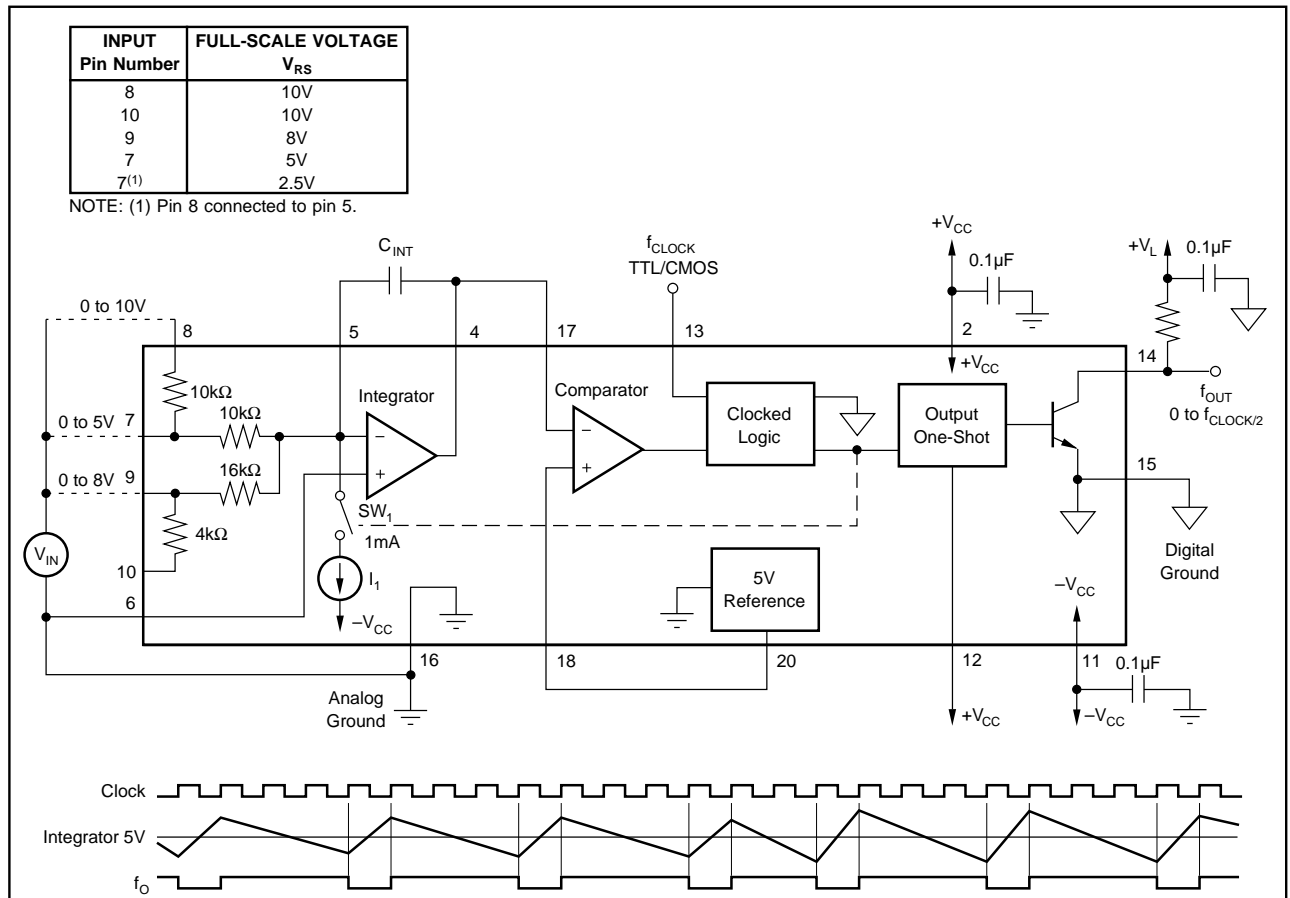 INPUT Pin Number	FULL-SCALE VOLTAGE V_RS
8	10V
10	10V
9	8V
7	5V
7(1)	2.5V
NOTE: (1) Pin 8 connected to pin 5.
C_INT
f_CLOCK
TTL/CMOS
+V_CC
0.1µF
+V_L
0.1µF
0 to 10V
8
5
4
17
13
2
14
+V_CC
10kΩ
Integrator
Comparator
Clocked
Logic
Output
One-Shot
f_OUT
0 to f_CLOCK/2
0 to 5V
7
10kΩ
–
+
–
+
0 to 8V
9
16kΩ
15
SW_1
4kΩ
1mA
V_IN
10
I_1
5V
Reference
Digital
Ground
6
–V_CC
–V_CC
16
18
20
12
11
0.1µF
Analog
Ground
+V_CC
–V_CC
Clock
Integrator 5V
f_O